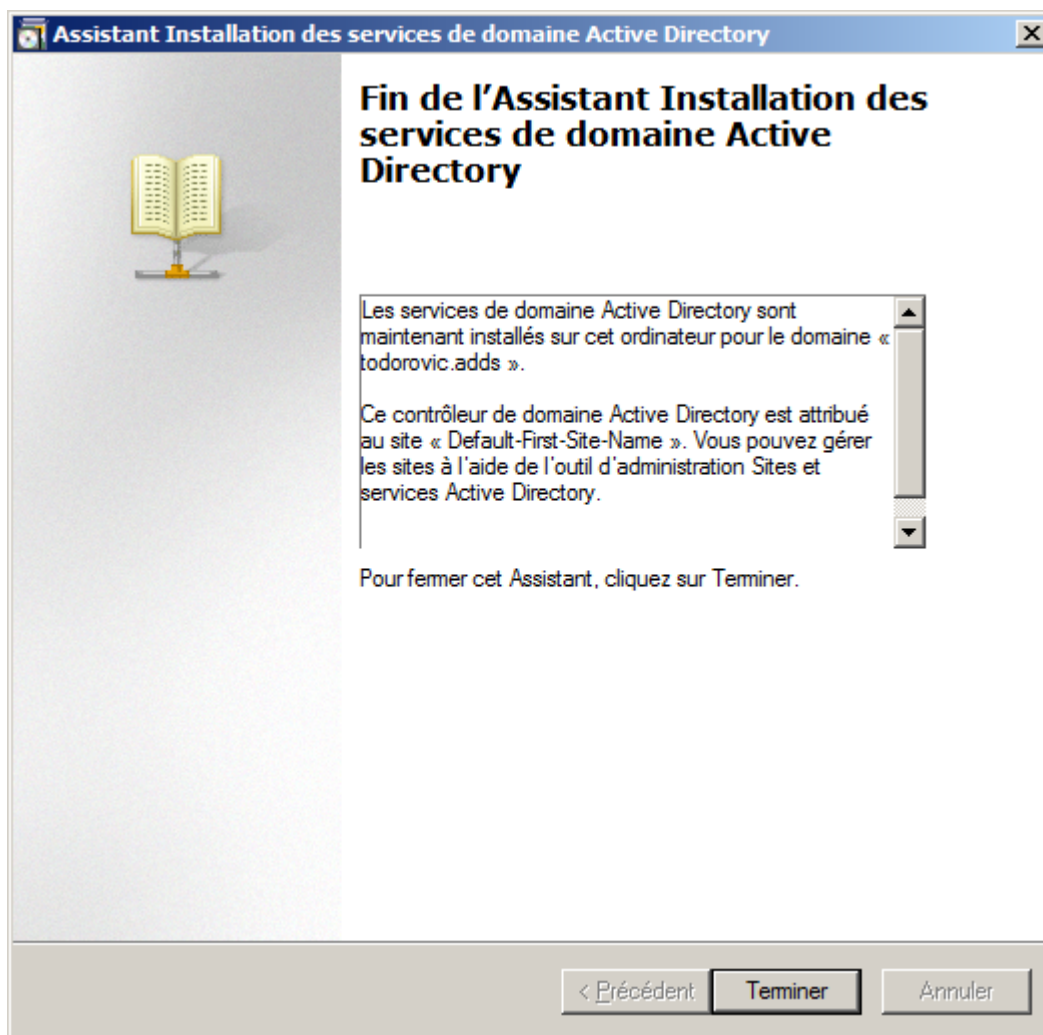 Assistant Installation des services de domaine Active Directory
Fin de l'Assistant Installation des
services de domaine Active
Directory
Les services de domaine Active Directory sont
maintenant installés sur cet ordinateur pour le domaine «
todorovic.adds ».
Ce contrôleur de domaine Active Directory est attribué
au site « Default-First-Site-Name ». Vous pouvez gérer
les sites à l'aide de l'outil d'administration Sites et
services Active Directory.
Pour fermer cet Assistant, cliquez sur Terminer.
< Précédent Terminer Annuler